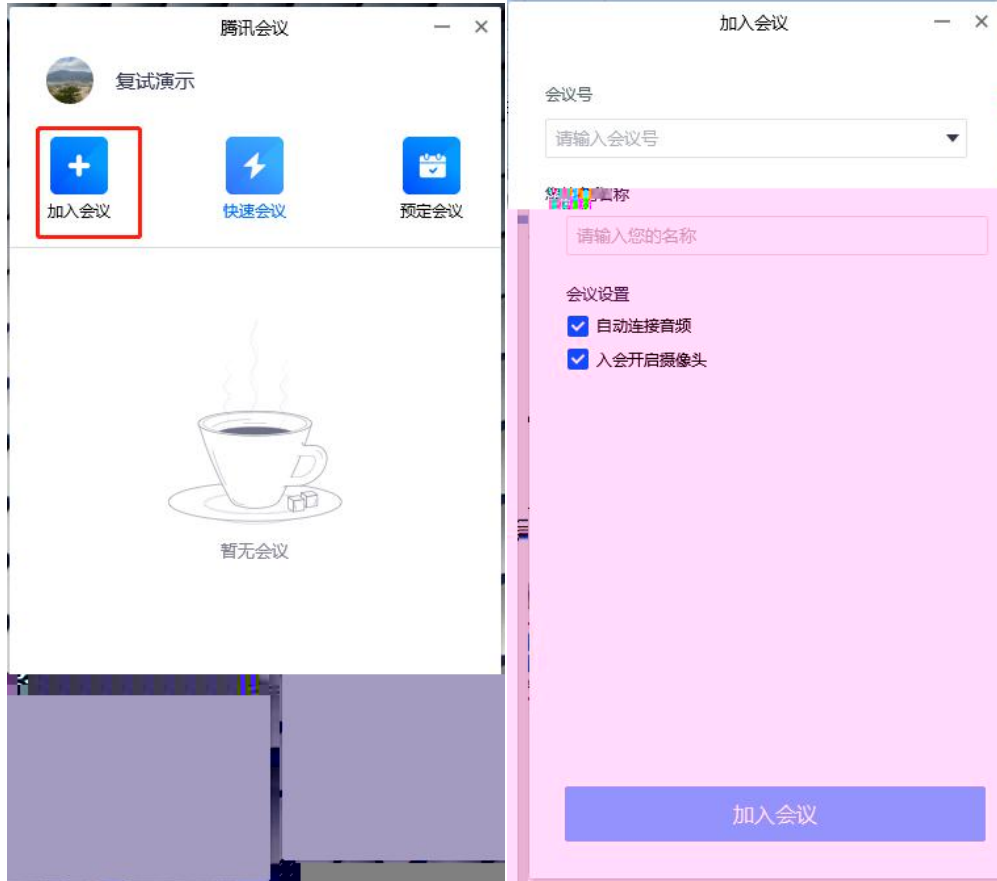 腾讯会议
复试演示
加入会议
快速会议
预定会议
暂无会议
加入会议
会议号
请输入会议号
称
请输入您的名称
会议设置
自动连接音频
入会开启摄像头
加入会议